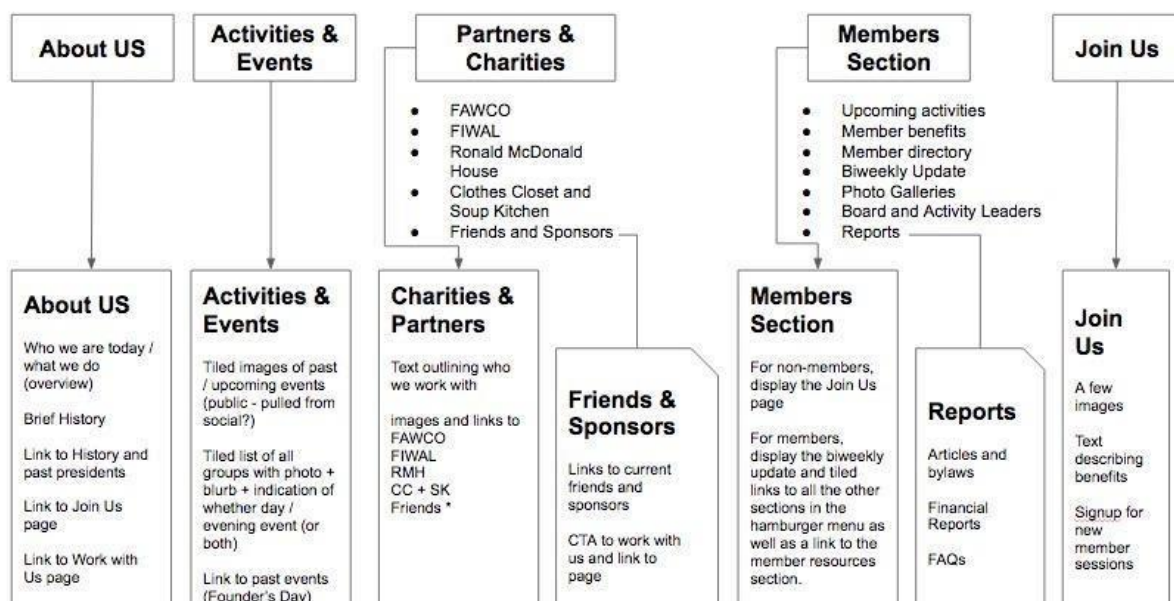 About US
Activities &
Events
Partners &
Charities
Members
Section
Join Us
● FAWCO
● FIWAL
● Ronald McDonald
House
● Clothes Closet and
Soup Kitchen
● Friends and Sponsors
● Upcoming activities
● Member benefits
● Member directory
● Biweekly Update
● Photo Galleries
● Board and Activity Leaders
● Reports
About US
Who we are today /
what we do
(overview)
Brief History
Link to History and
past presidents
Link to Join Us
page
Link to Work with
Us page
Activities &
Events
Tiled images of past
/ upcoming events
(public - pulled from
social?)
Tiled list of all
groups with photo +
blurb + indication of
whether day /
evening event (or
both)
Link to past events
(Founder's Day)
Charities &
Partners
Text outlining who
we work with
images and links to
FAWCO
FIWAL
RMH
CC + SK
Friends *
Friends &
Sponsors
Links to current
friends and
sponsors
CTA to work with
us and link to
page
Members
Section
For non-members,
display the Join Us
page
For members,
display the biweekly
update and tiled
links to all the other
sections in the
hamburger menu as
well as a link to the
member resources
section.
Reports
Articles and
bylaws
Financial
Reports
FAQs
Join
Us
A few
images
Text
describing
benefits
Signup for
new
member
sessions